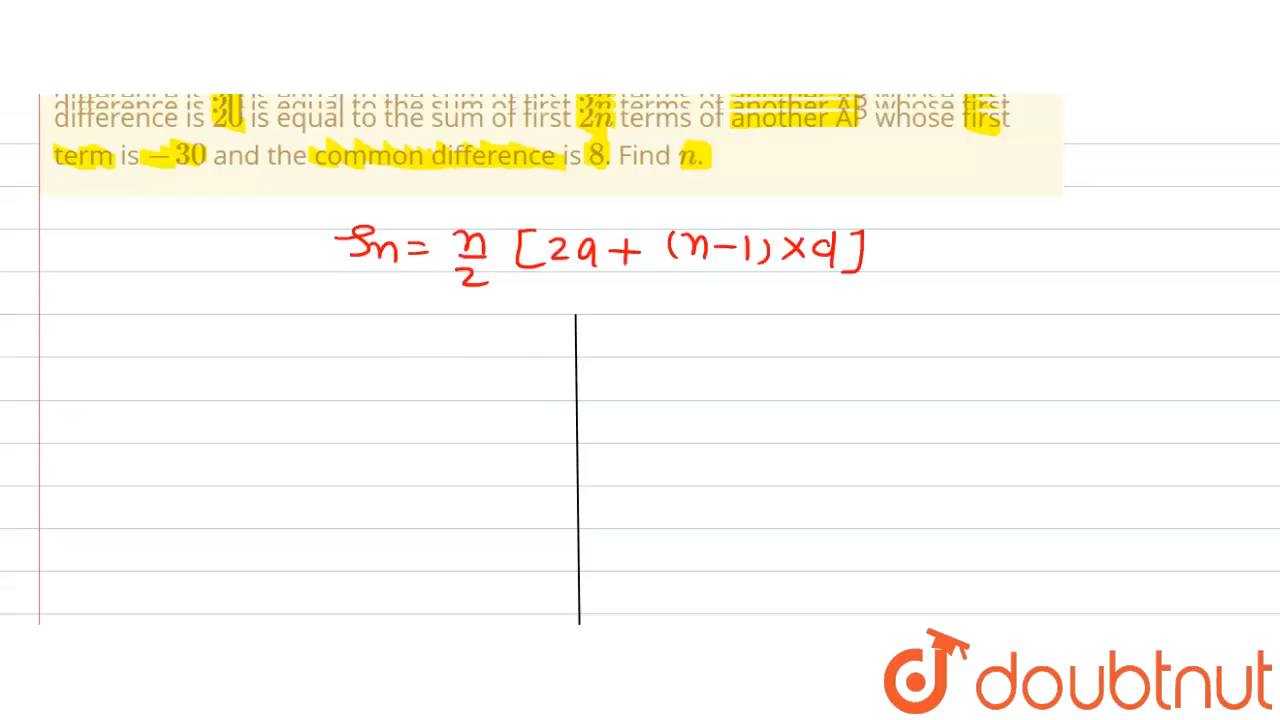 difference is 20 is equal to the sum of first 2n terms of another AP whose first
term is −30 and the common difference is 8. Find n.
Sn = n/2 [2a + (n-1) × d]
doubtnut